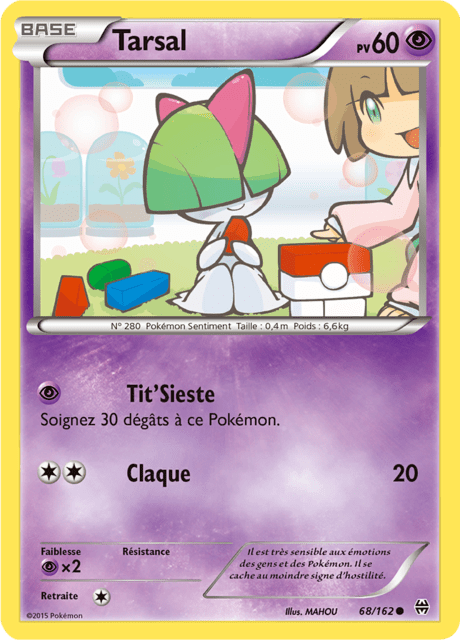 BASE
Tarsal
PV60
N° 280 Pokémon Sentiment Taille : 0,4m Poids : 6,6kg
Tit'Sieste
Soignez 30 dégâts à ce Pokémon.
Claque 20
Faiblesse Résistance
×2
Il est très sensible aux émotions
des gens et des Pokémon. Il se
cache au moindre signe d'hostilité.
Retraite
©2015 Pokémon
Illus. MAHOU 68/162